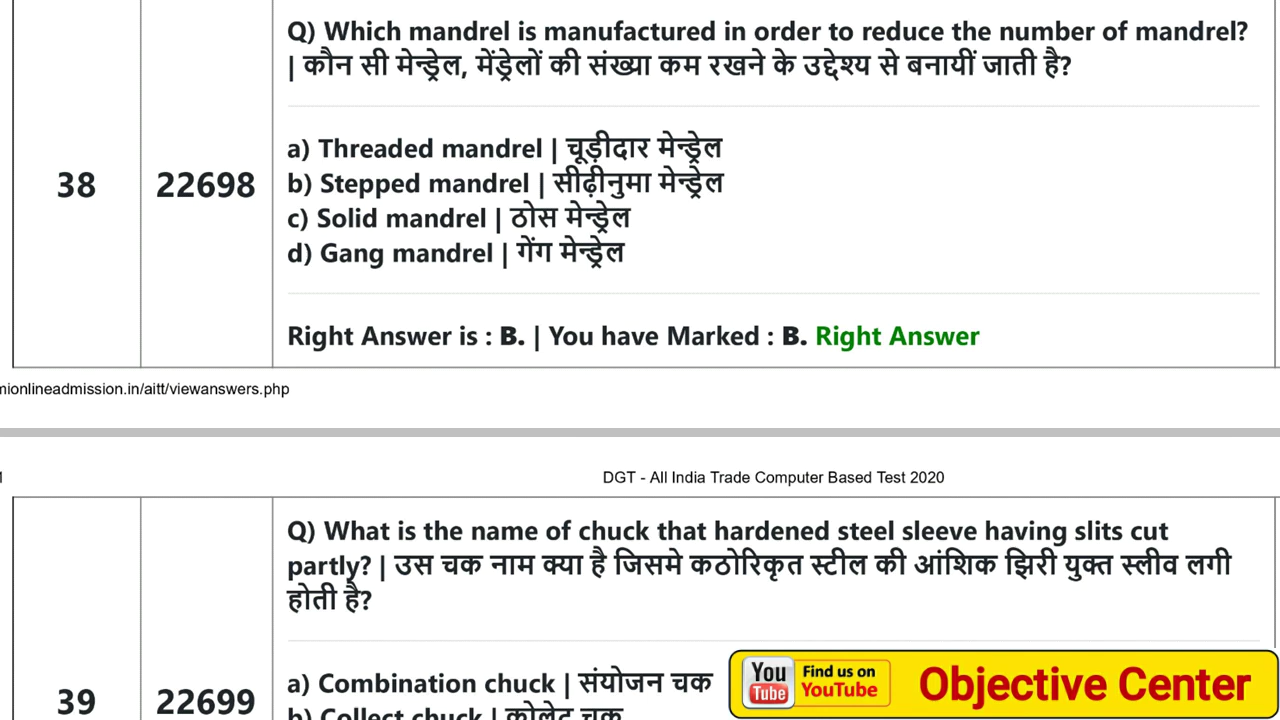 Q) Which mandrel is manufactured in order to reduce the number of mandrel?
| कौन सी मेन्ड्रेल, मेंड्रेलों की संख्या कम रखने के उद्देश्य से बनायीं जाती है?
38
22698
a) Threaded mandrel | चूड़ीदार मेन्ड्रेल
b) Stepped mandrel | सीढ़ीनुमा मेन्ड्रेल
c) Solid mandrel | ठोस मेन्ड्रेल
d) Gang mandrel | गेंग मेन्ड्रेल
Right Answer is : B. | You have Marked : B. Right Answer
mionlineadmission.in/aitt/viewanswers.php
DGT - All India Trade Computer Based Test 2020
Q) What is the name of chuck that hardened steel sleeve having slits cut
partly? | उस चक नाम क्या है जिसमे कठोरिकृत स्टील की आंशिक झिरी युक्त स्लीव लगी
होती है?
39
22699
a) Combination chuck | संयोजन चक
b) Collect chuck | कोलेट चक
You
Tube
Find us on
YouTube
Objective Center